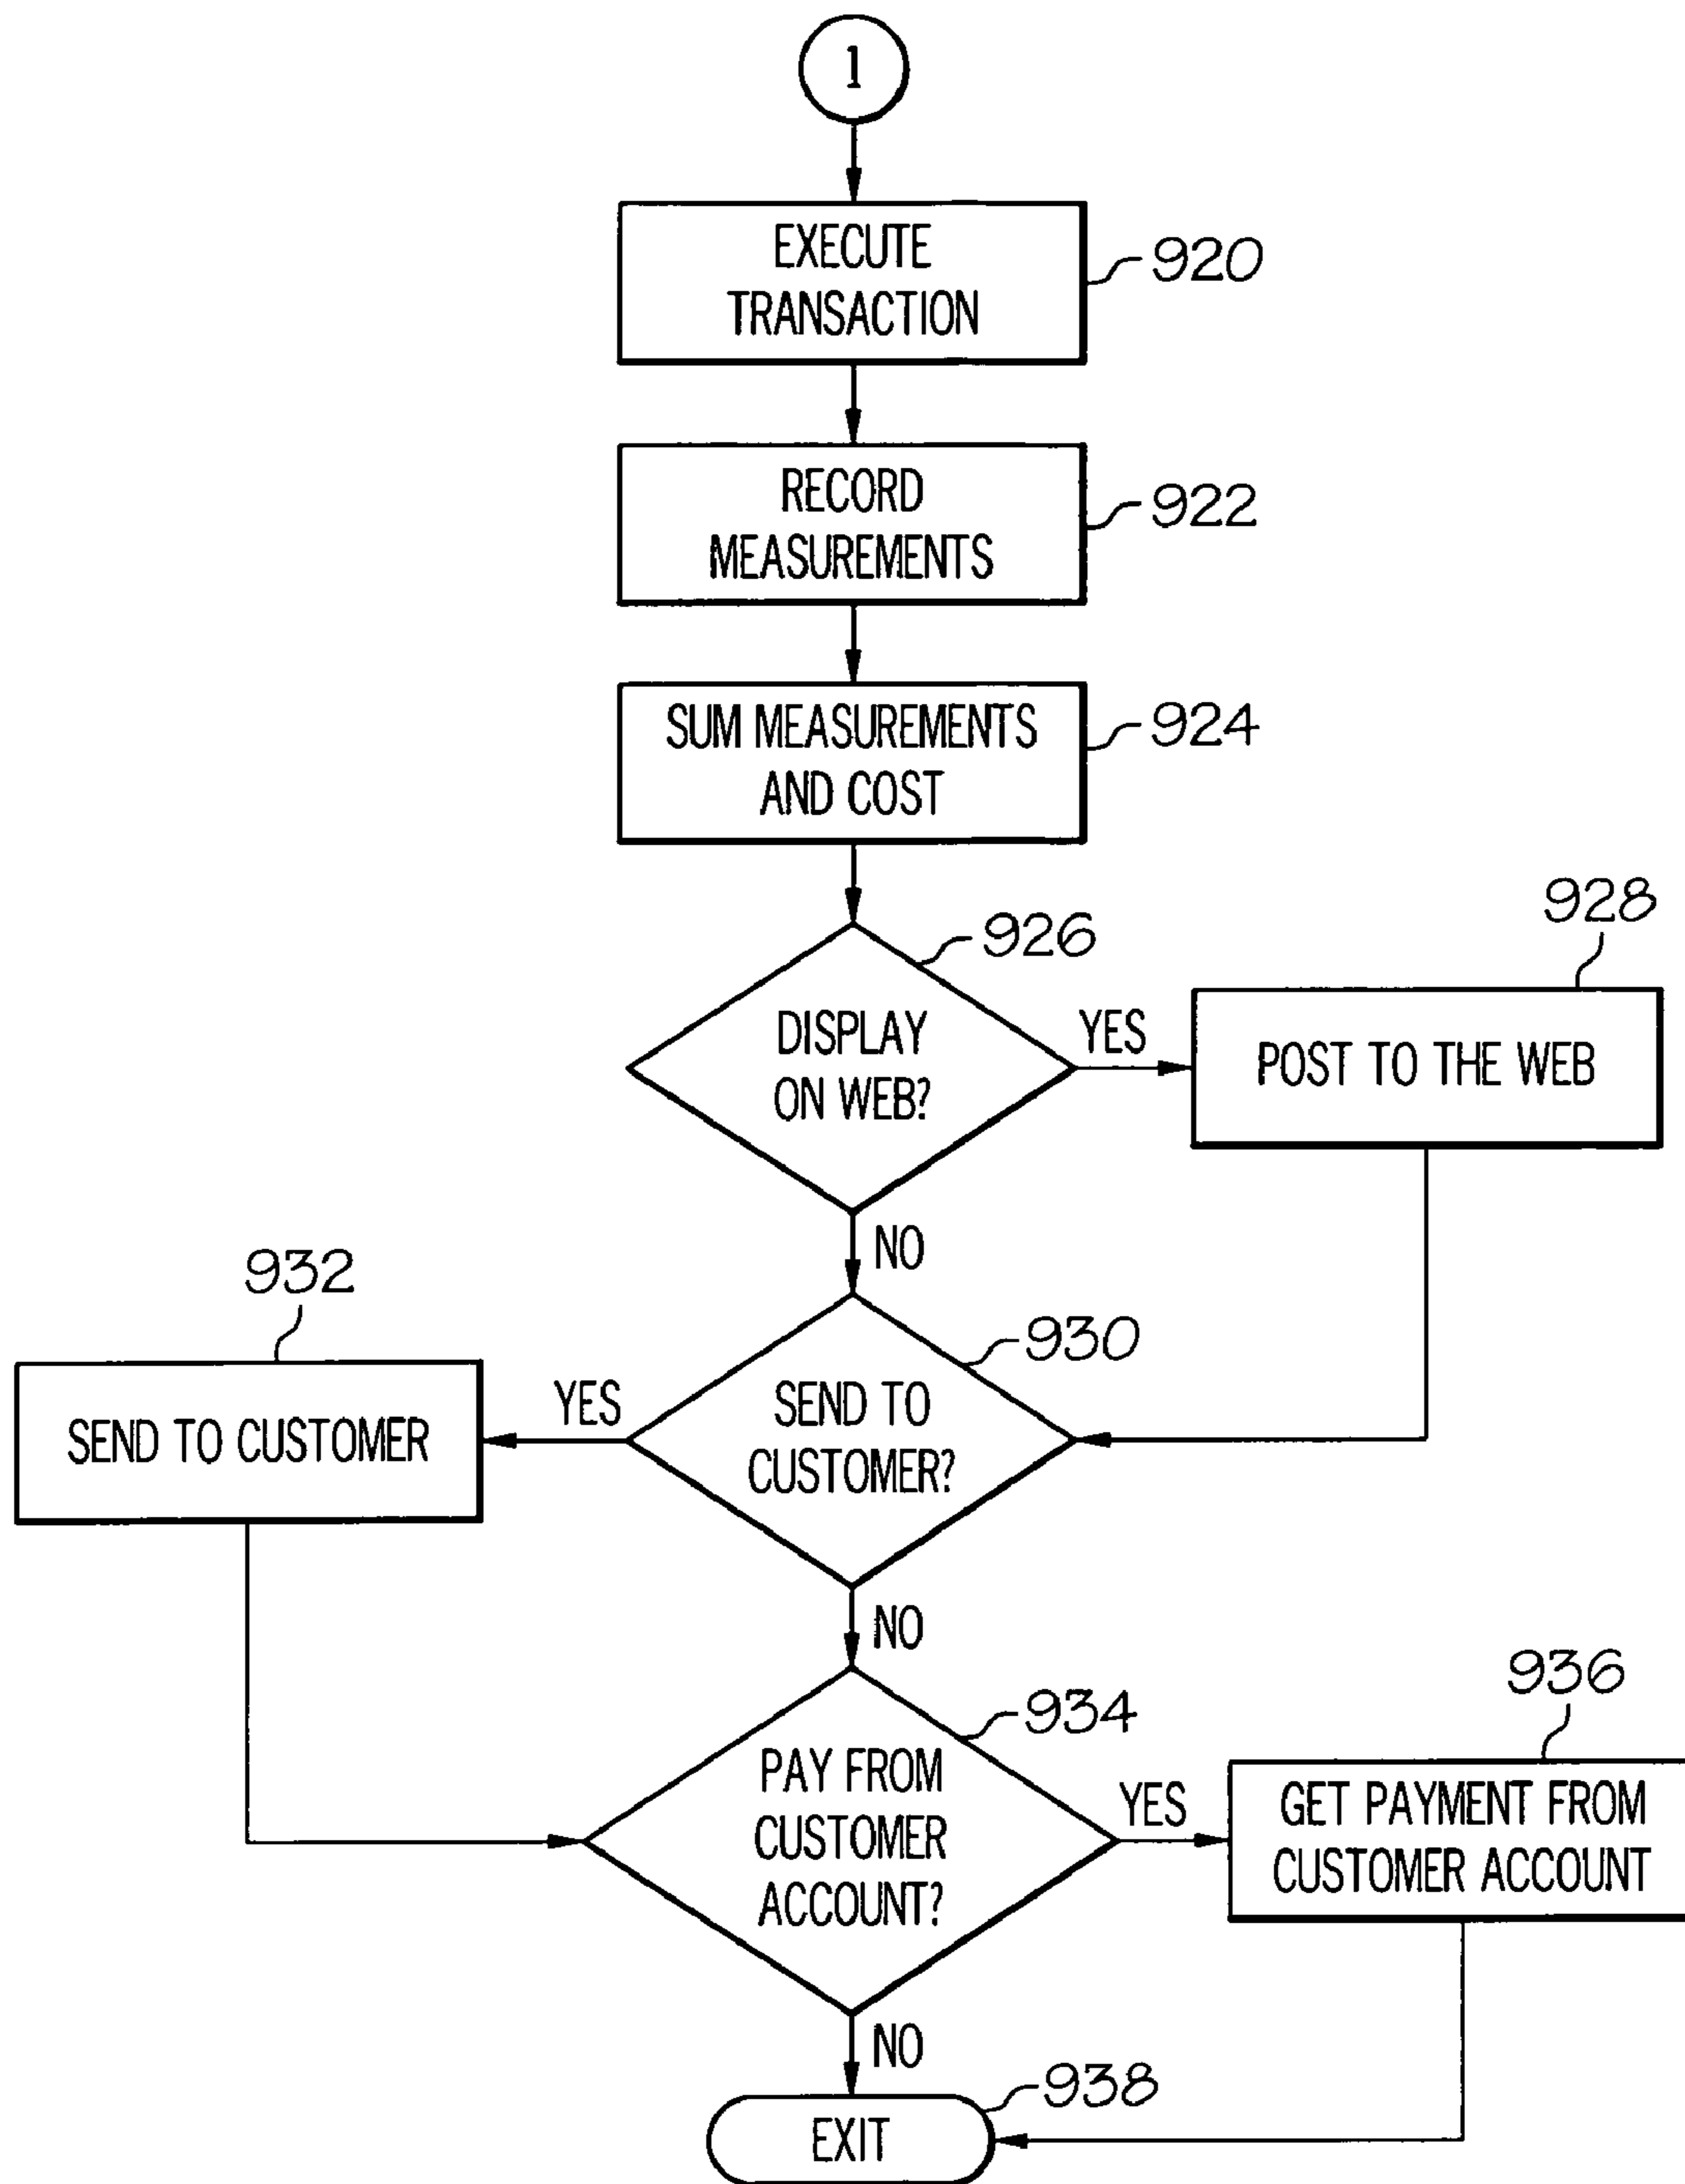 1
EXECUTE
TRANSACTION
920
RECORD
MEASUREMENTS
922
SUM MEASUREMENTS
AND COST
924
926
928
DISPLAY
ON WEB?
YES
POST TO THE WEB
NO
932
930
SEND TO CUSTOMER
YES
SEND TO
CUSTOMER?
NO
934
936
PAY FROM
CUSTOMER
ACCOUNT?
YES
GET PAYMENT FROM
CUSTOMER ACCOUNT
NO
938
EXIT